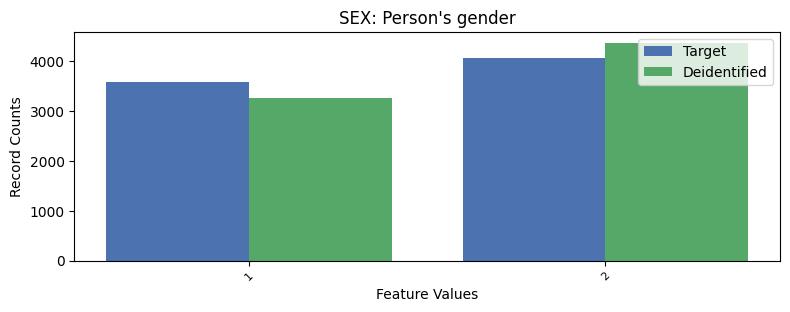 SEX: Person's gender
Target
Deidentified
4000
3000
2000
1000
0
Record Counts
1
2
Feature Values